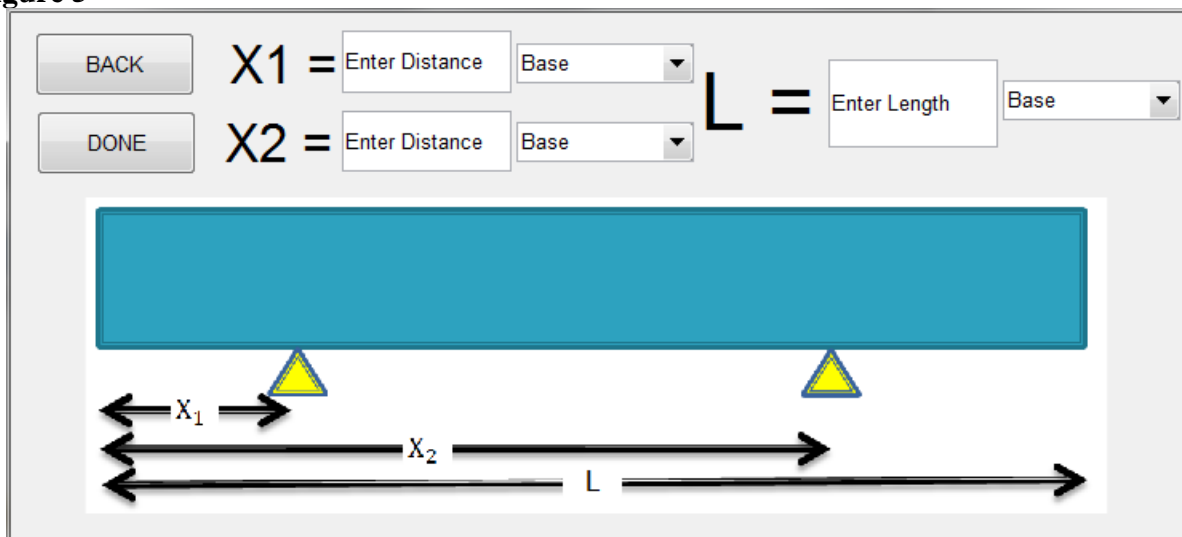 BACK
X1 = Enter Distance Base
DONE
X2 = Enter Distance Base
L = Enter Length Base
X1
X2
L